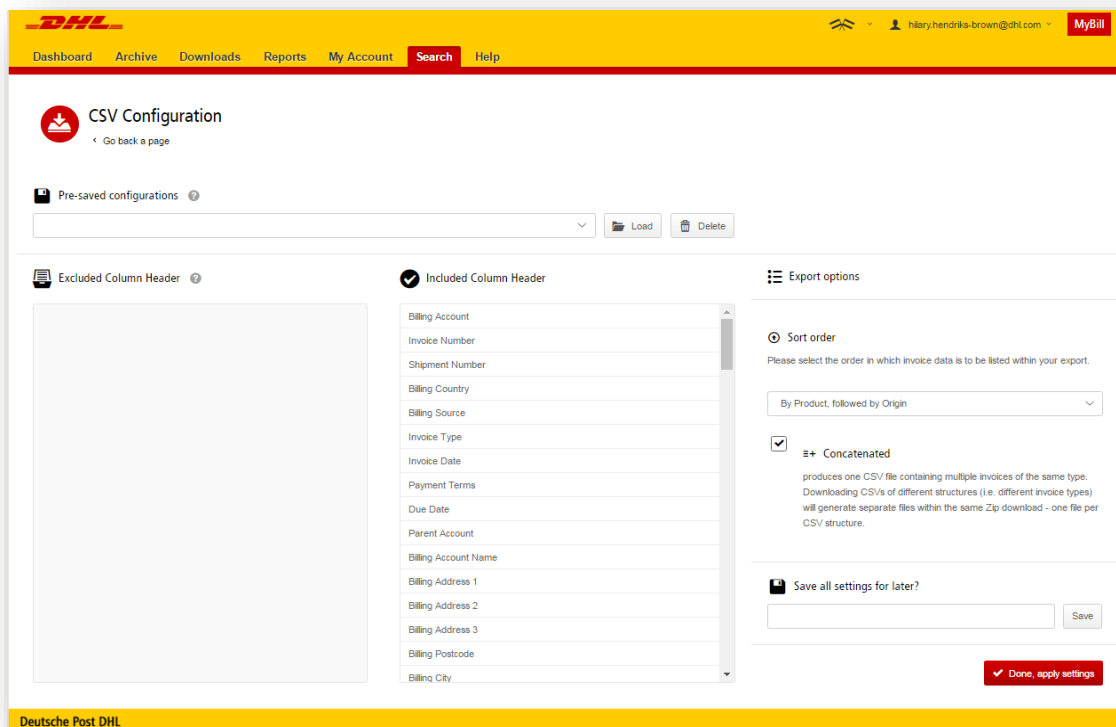 DHL
hilary.hendriks-brown@dhl.com
MyBill
Dashboard Archive Downloads Reports My Account Search Help
CSV Configuration
Go back a page
Pre-saved configurations ?
Load Delete
Excluded Column Header ?
Included Column Header
Billing Account
Invoice Number
Shipment Number
Billing Country
Billing Source
Invoice Type
Invoice Date
Payment Terms
Due Date
Parent Account
Billing Account Name
Billing Address 1
Billing Address 2
Billing Address 3
Billing Postcode
Billing City
Export options
Sort order
Please select the order in which invoice data is to be listed within your export.
By Product, followed by Origin
Concatenated
produces one CSV file containing multiple invoices of the same type.
Downloading CSVs of different structures (i.e. different invoice types)
will generate separate files within the same Zip download - one file per
CSV structure.
Save all settings for later?
Save
Done, apply settings
Deutsche Post DHL